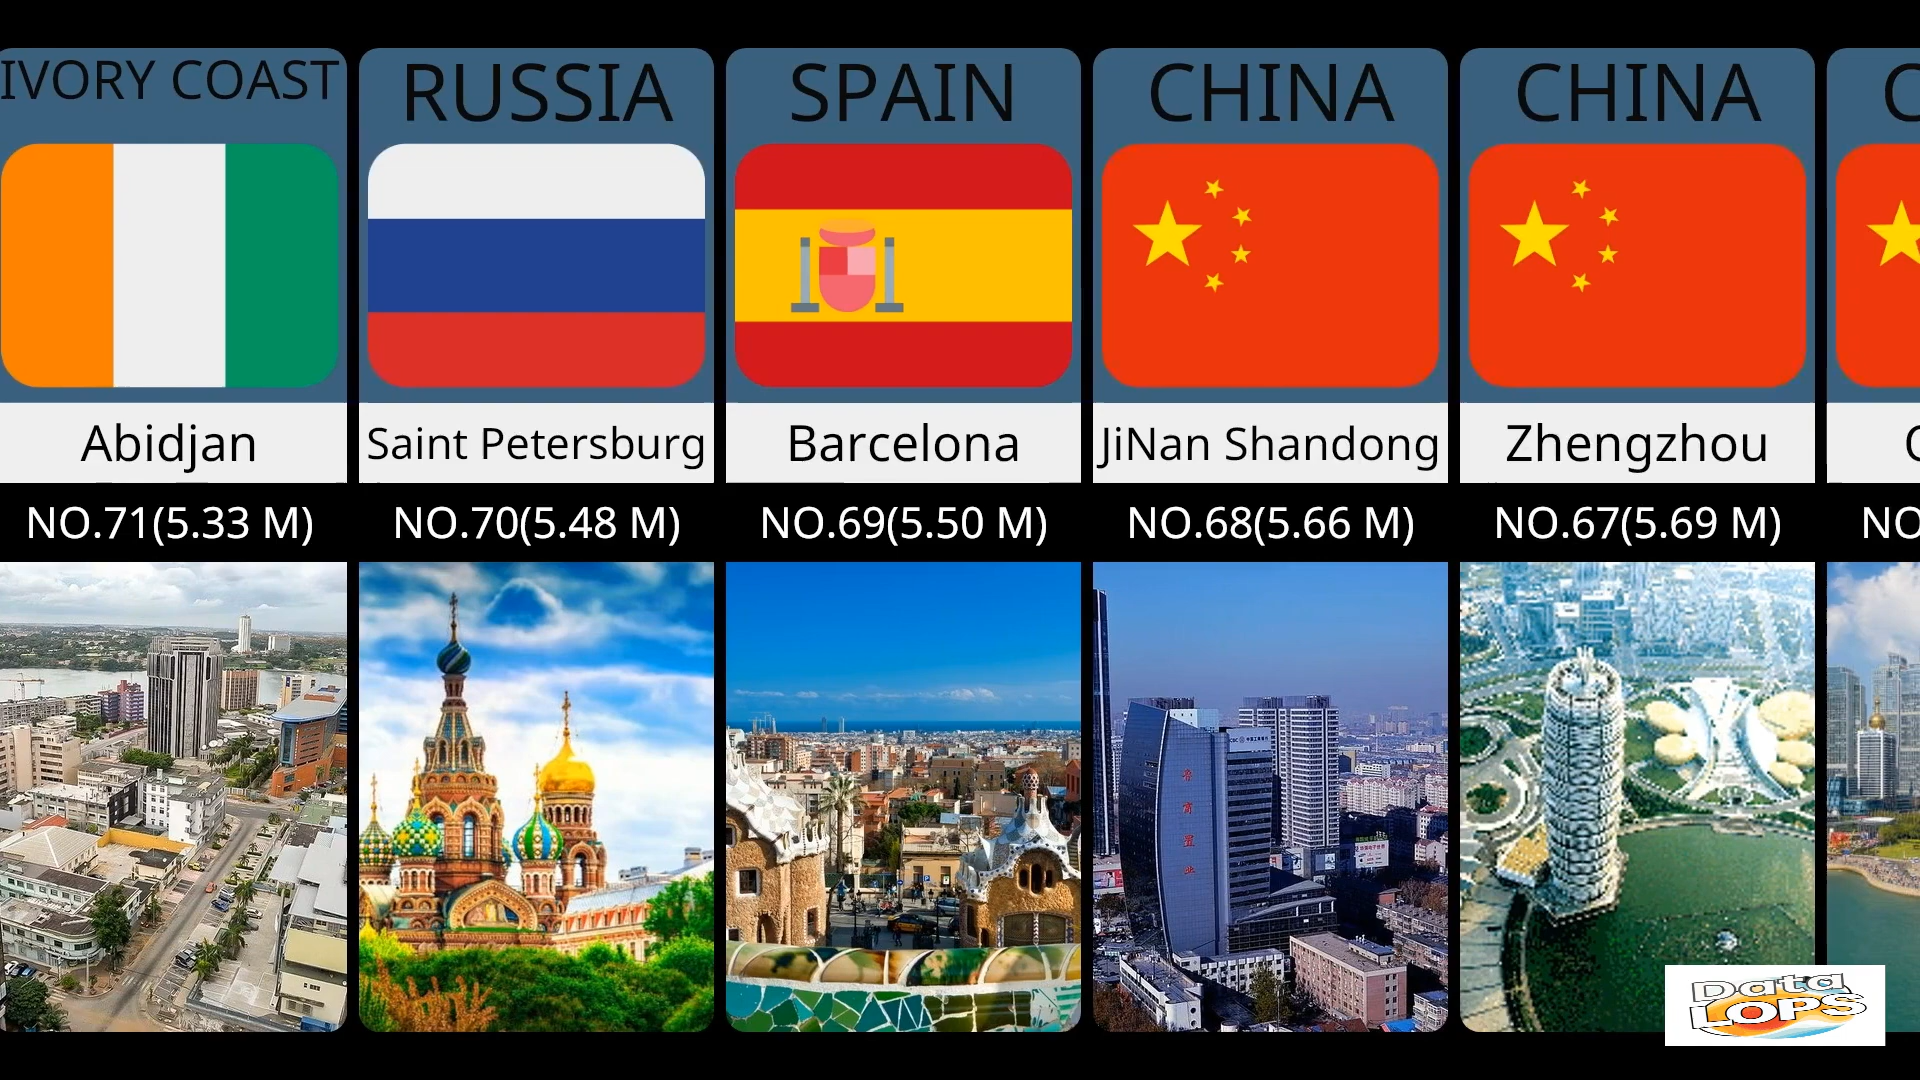 IVORY COAST
Abidjan
NO.71(5.33 M)
RUSSIA
Saint Petersburg
NO.70(5.48 M)
SPAIN
Barcelona
NO.69(5.50 M)
CHINA
JiNan Shandong
NO.68(5.66 M)
CHINA
Zhengzhou
NO.67(5.69 M)
C
NO
Data
LOPS